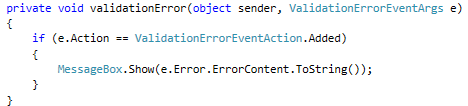 private void validationError(object sender, ValidationErrorEventArgs e)
{
    if (e.Action == ValidationErrorEventAction.Added)
    {
        MessageBox.Show(e.Error.ErrorContent.ToString());
    }
}